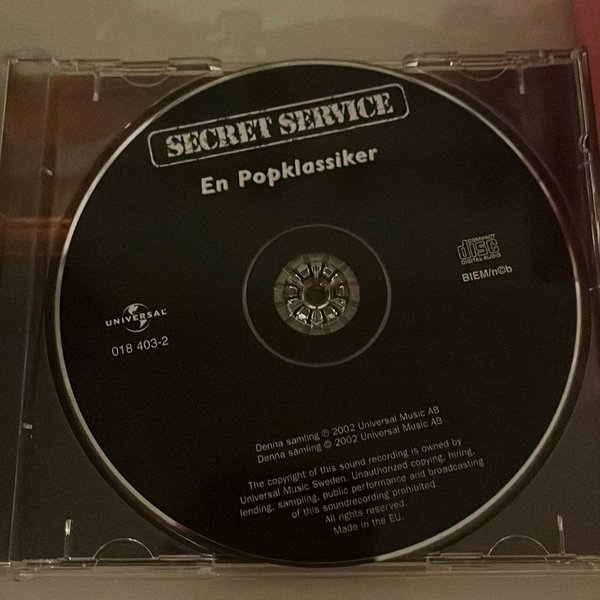 SECRET SERVICE
En Popklassiker
COMPACT
disc
DIGITAL AUDIO
BIEM/n©b
UNIVERSAL
018 403-2
Denna samling ℗ 2002 Universal Music AB
Denna samling © 2002 Universal Music AB
The copyright of this sound recording is owned by
Universal Music Sweden. Unauthorized copying, hiring,
lending, sampling, public performance and broadcasting
of this soundrecording prohibited.
All rights reserved.
Made in the EU.